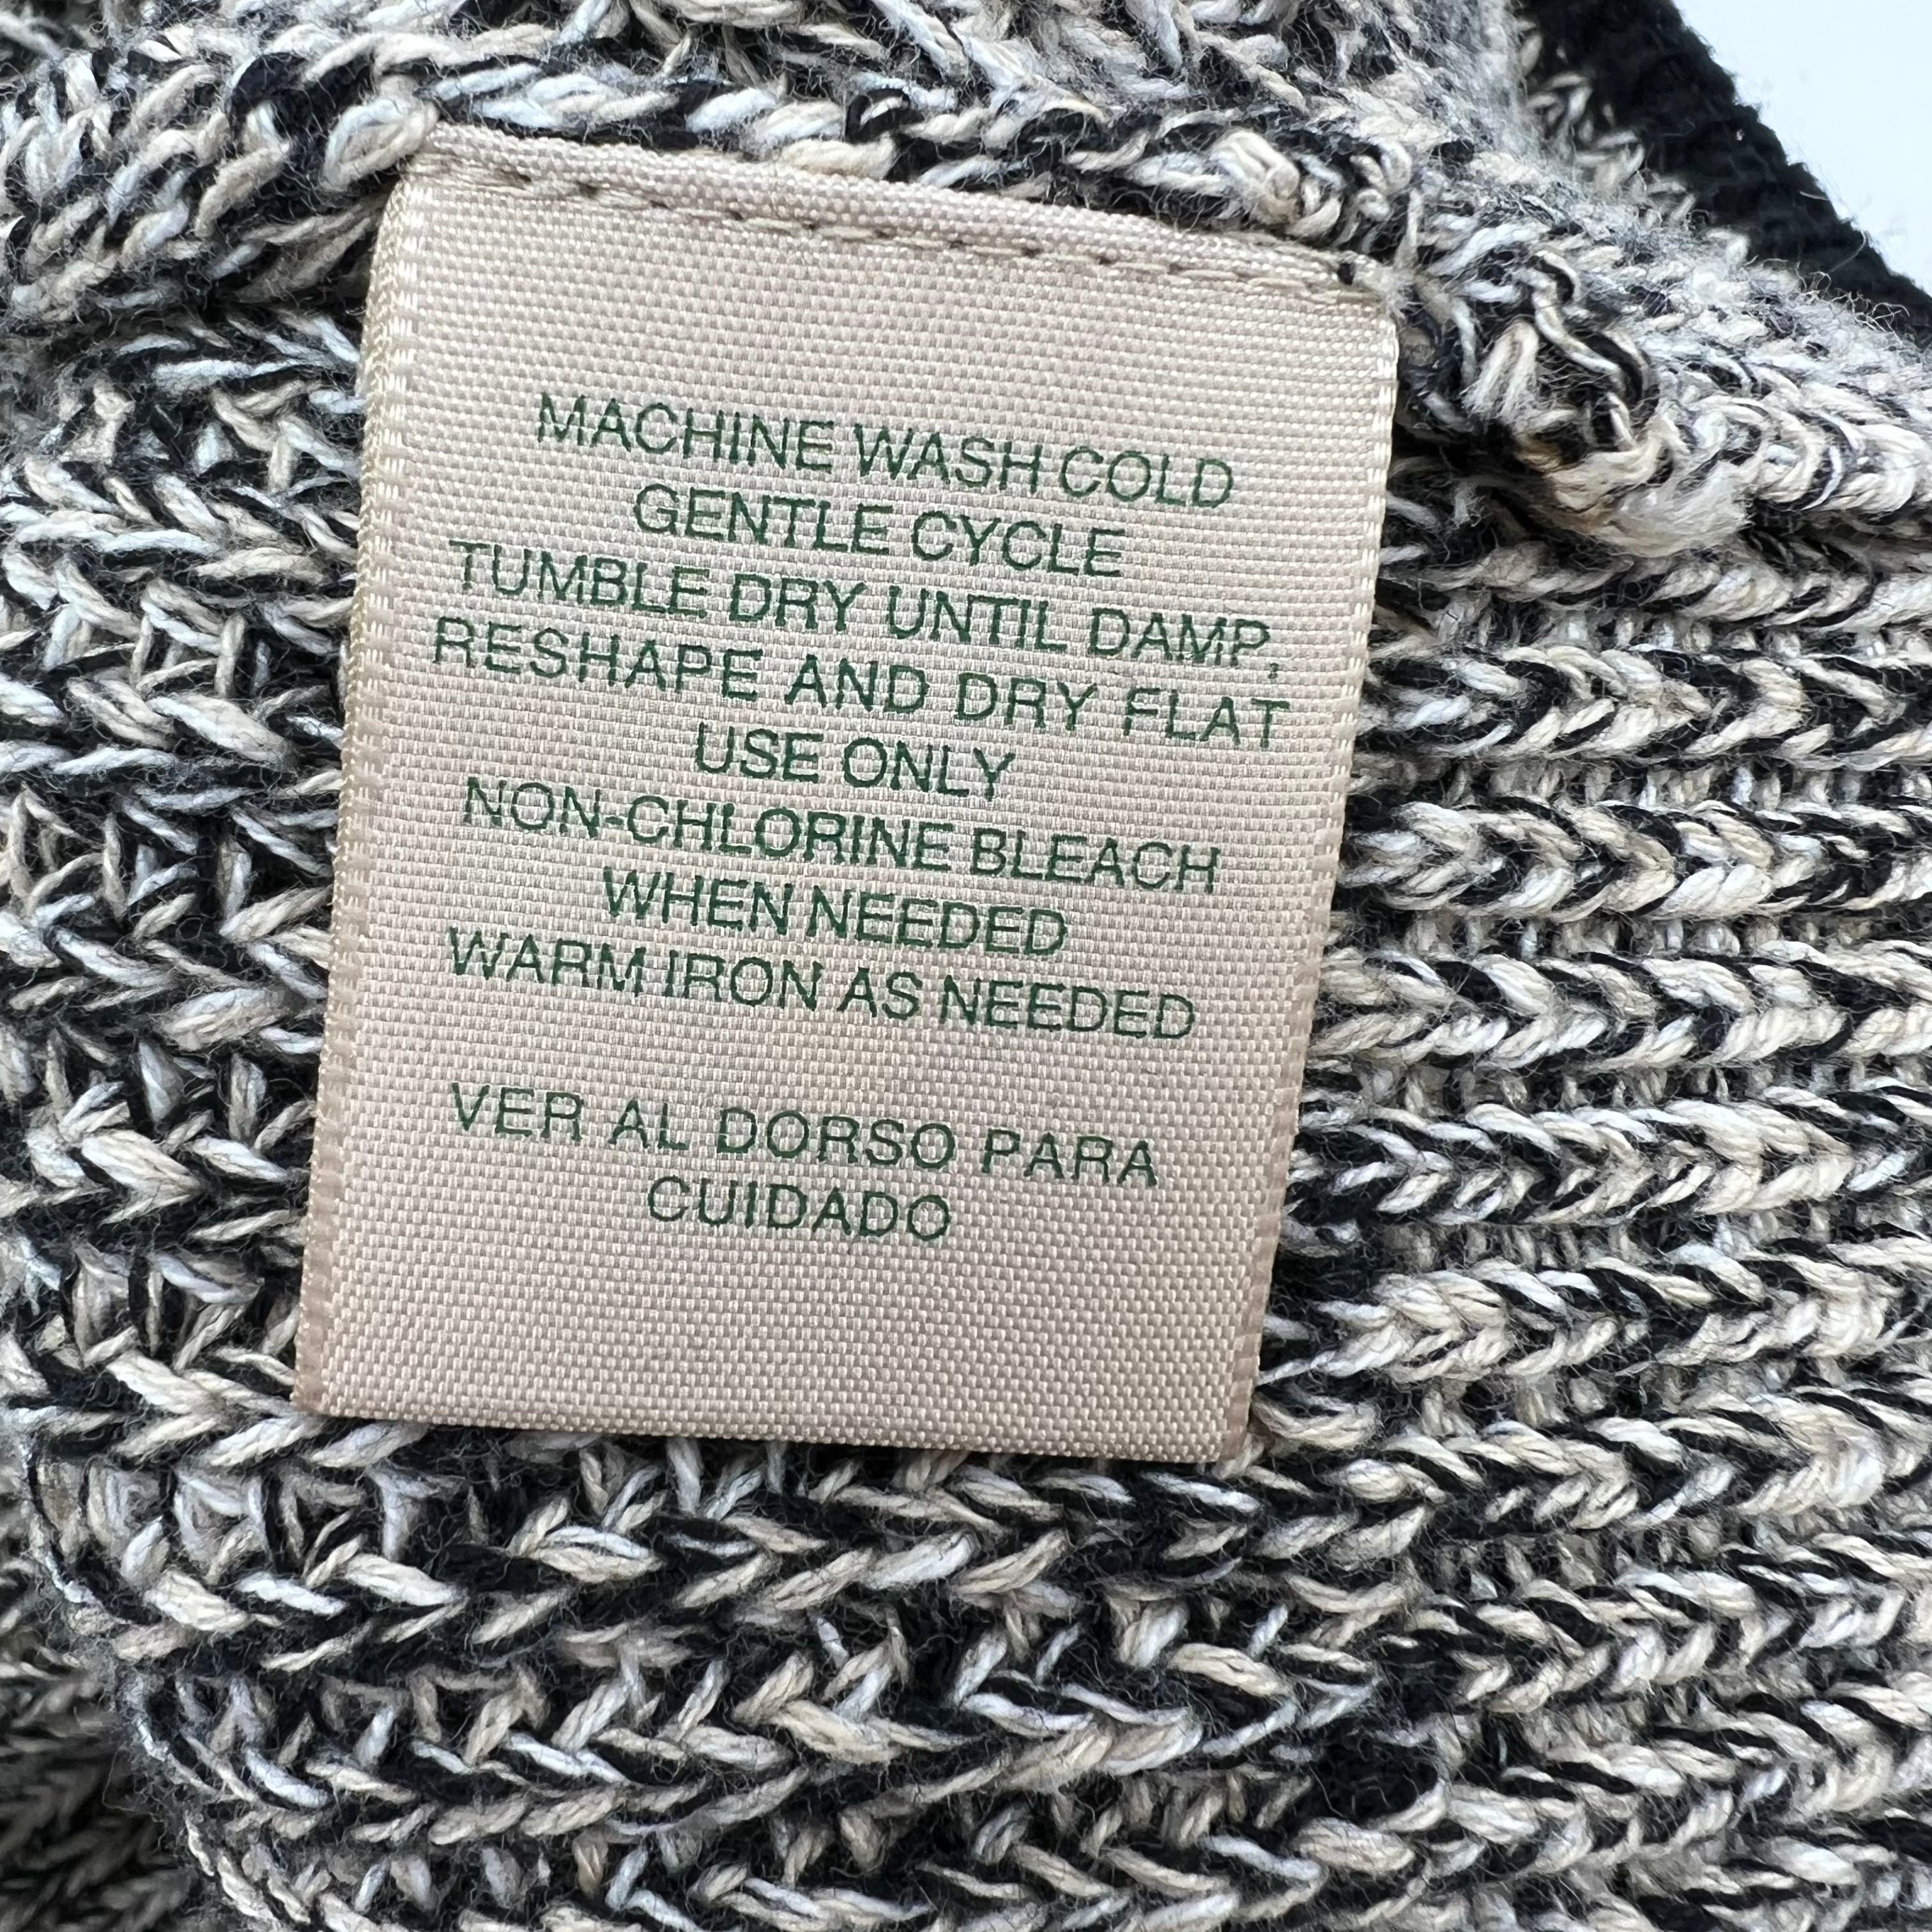 MACHINE WASH COLD
GENTLE CYCLE
TUMBLE DRY UNTIL DAMP,
RESHAPE AND DRY FLAT
USE ONLY
NON-CHLORINE BLEACH
WHEN NEEDED
WARM IRON AS NEEDED
VER AL DORSO PARA
CUIDADO